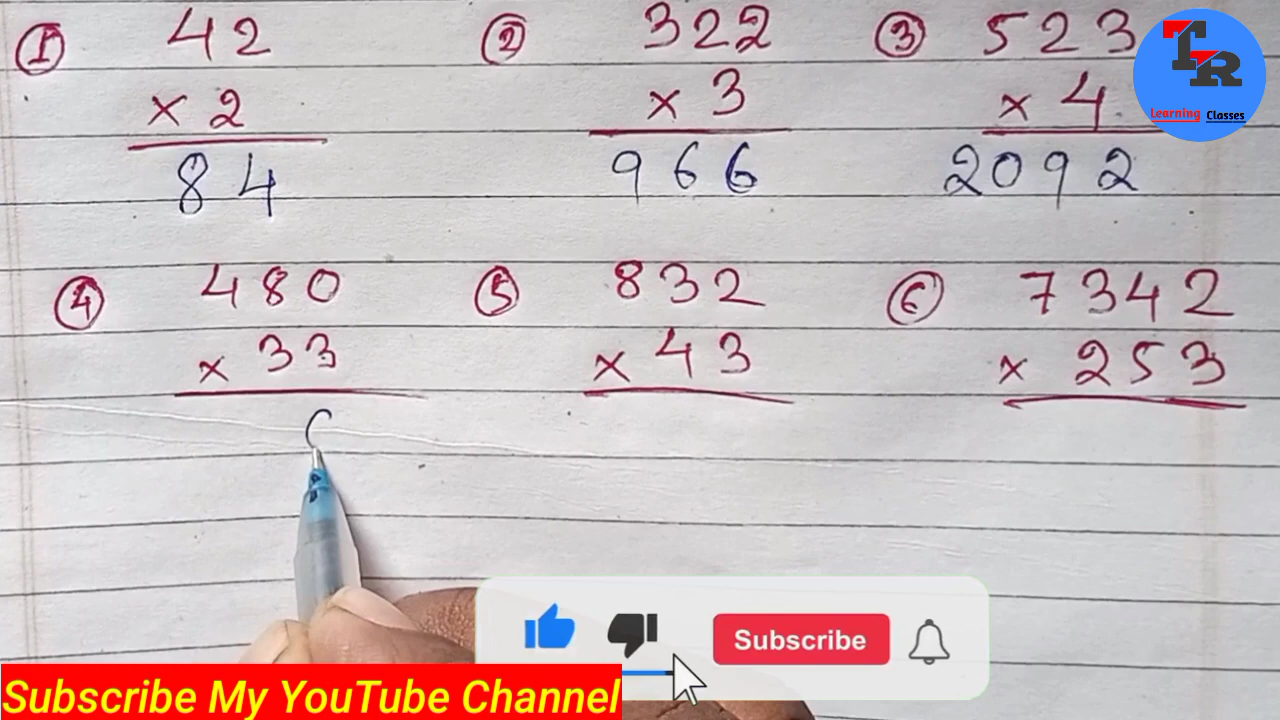 ① 42 ② 322 ③ 523
× 2 × 3 × 4
84 966 2092
④ 480 ⑤ 832 ⑥ 7342
× 33 × 43 × 253
TR
Learning Classes
Subscribe
Subscribe My YouTube Channel